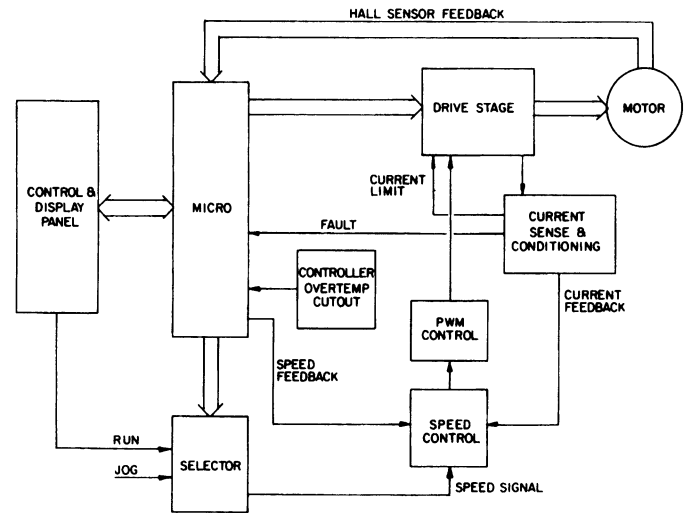 HALL SENSOR FEEDBACK
DRIVE STAGE
MOTOR
CONTROL &
DISPLAY
PANEL
MICRO
CURRENT
LIMIT
FAULT
CURRENT
SENSE &
CONDITIONING
CONTROLLER
OVERTEMP
CUTOUT
CURRENT
FEEDBACK
PWM
CONTROL
SPEED
FEEDBACK
SPEED
CONTROL
RUN
JOG
SELECTOR
SPEED SIGNAL